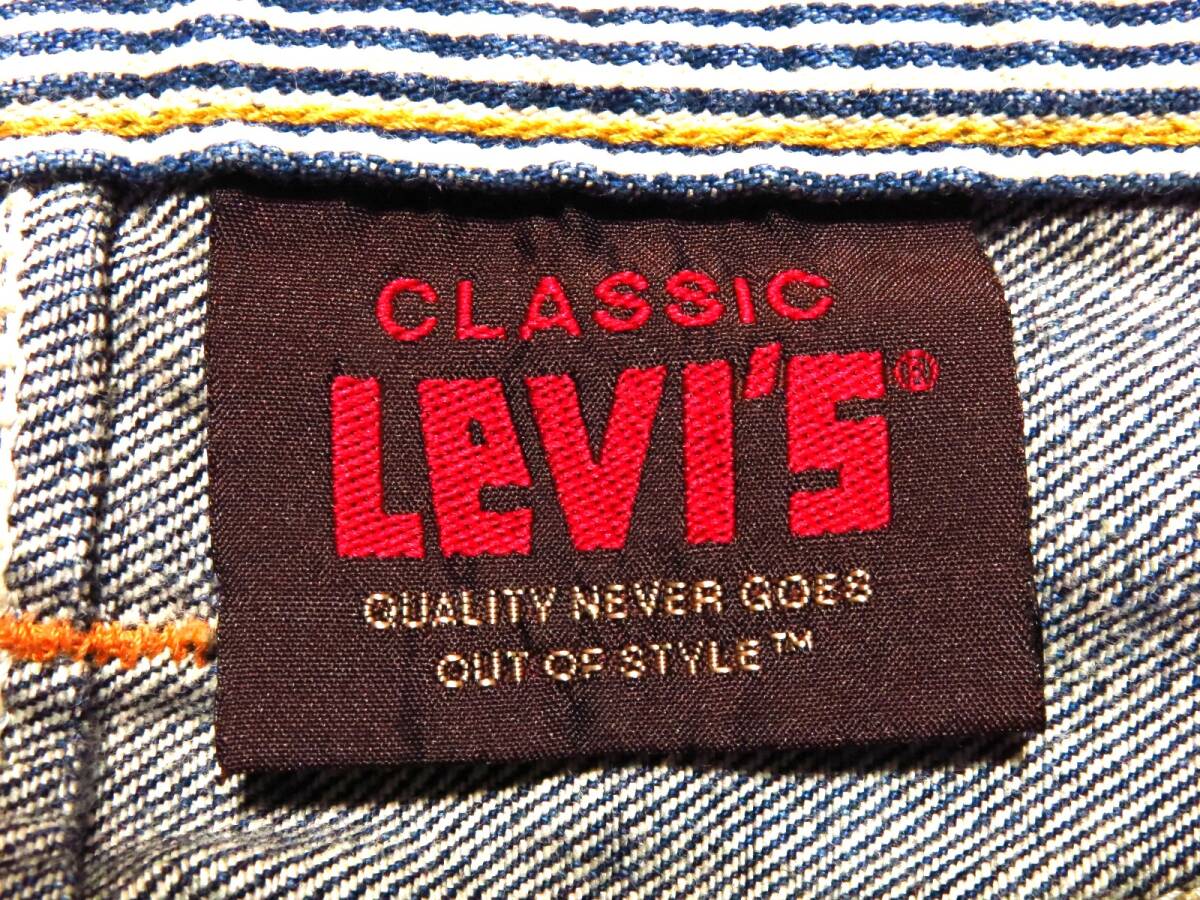 CLASSIC
LEVI'S®
QUALITY NEVER GOES
OUT OF STYLE™